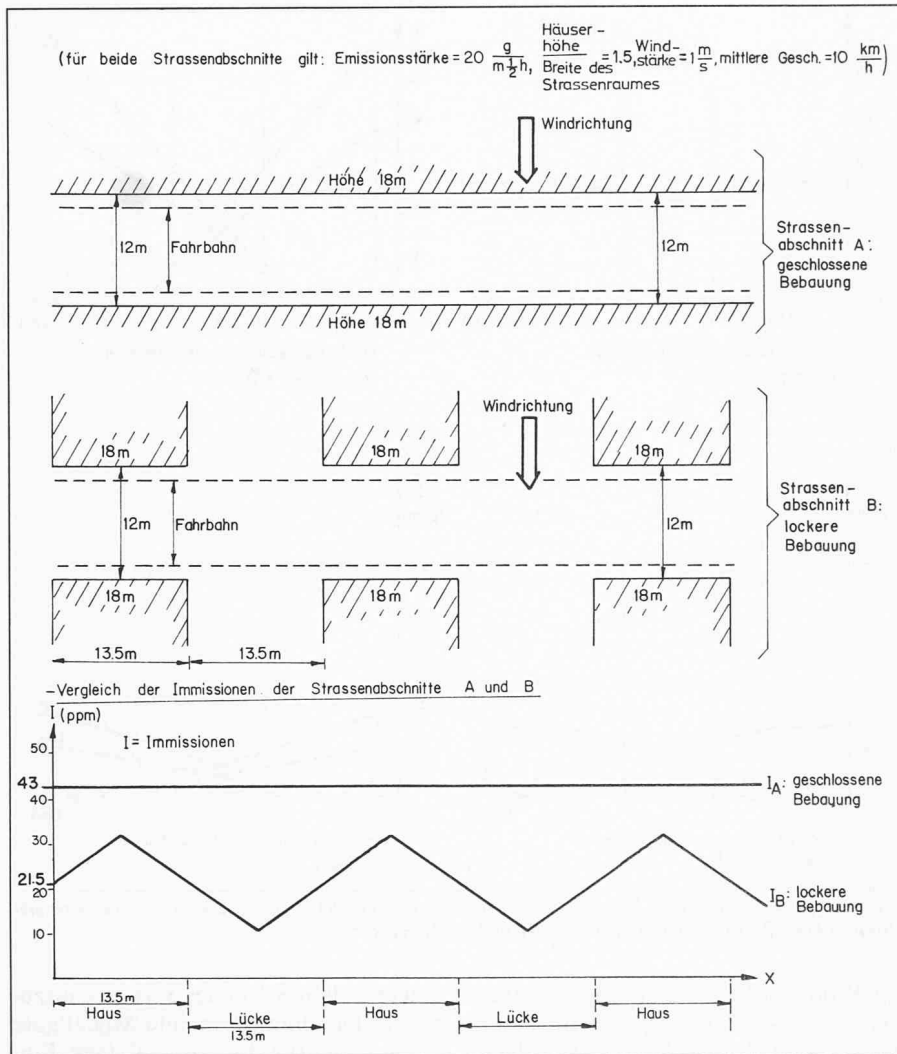 (für beide Strassenabschnitte gilt: Emissionsstärke = 20 g / m ½ h, Häuser-höhe / Breite des Strassenraumes = 1.5, Wind-stärke = 1 m/s, mittlere Gesch. = 10 km/h)
Windrichtung
Höhe 18m
12m
Fahrbahn
12m
Strassen-
abschnitt A:
geschlossene
Bebauung
Höhe 18m
Windrichtung
18m
18m
18m
12m
Fahrbahn
12m
Strassen-
abschnitt B:
lockere
Bebauung
18m
18m
18m
13.5m
13.5m
-Vergleich der Immissionen der Strassenabschnitte A und B
I (ppm)
I = Immissionen
50
43
40
30
21.5
20
10
I_A: geschlossene
Bebauung
I_B: lockere
Bebauung
X
13.5m
Haus
Lücke
13.5m
Haus
Lücke
Haus